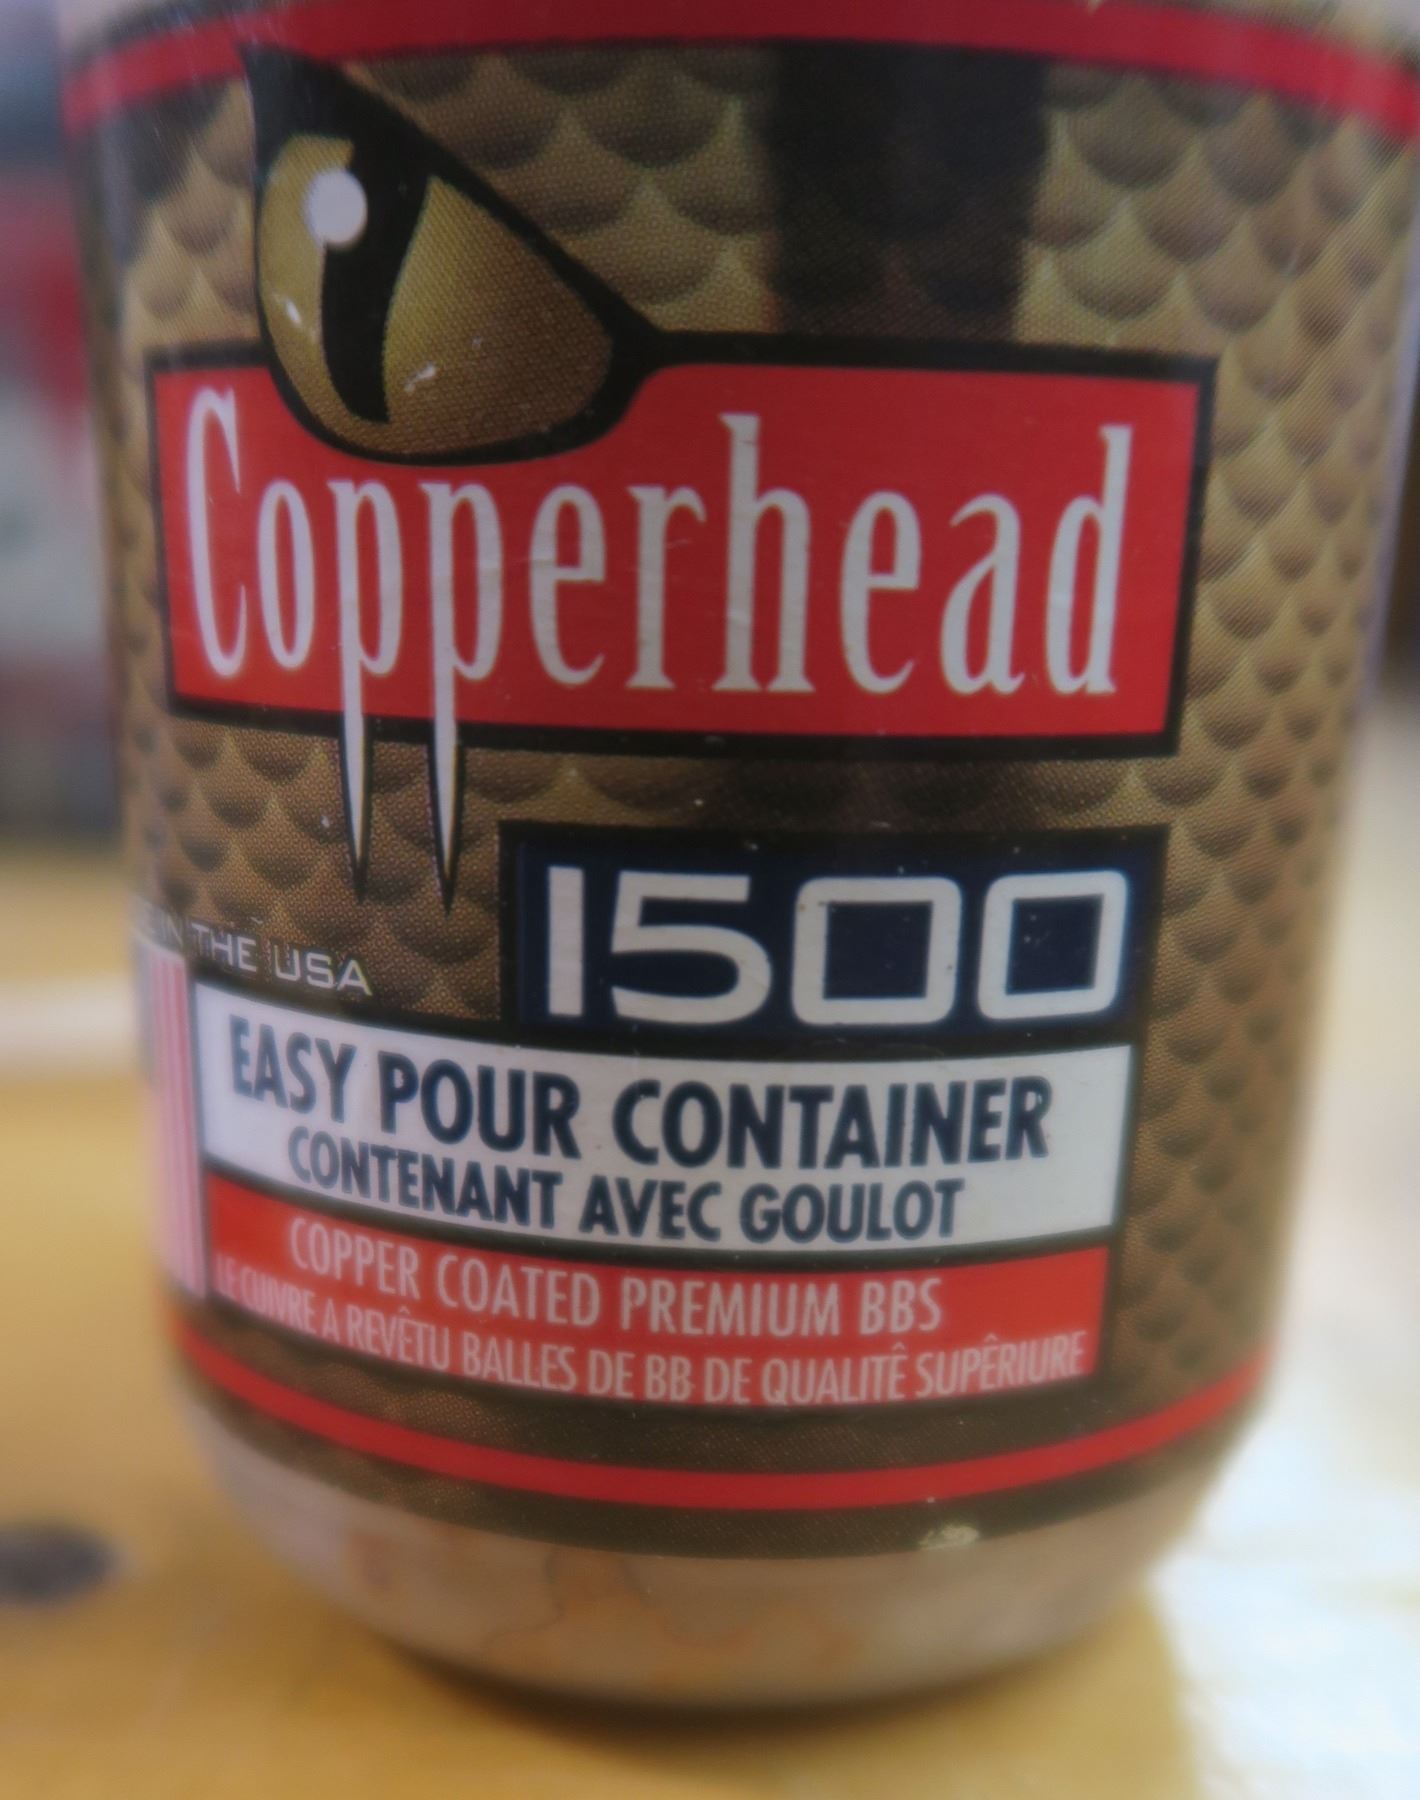 Copperhead
1500
IN THE USA
EASY POUR CONTAINER
CONTENANT AVEC GOULOT
COPPER COATED PREMIUM BBS
LE CUIVRE A REVÊTU BALLES DE BB DE QUALITÊ SUPÊRIURE